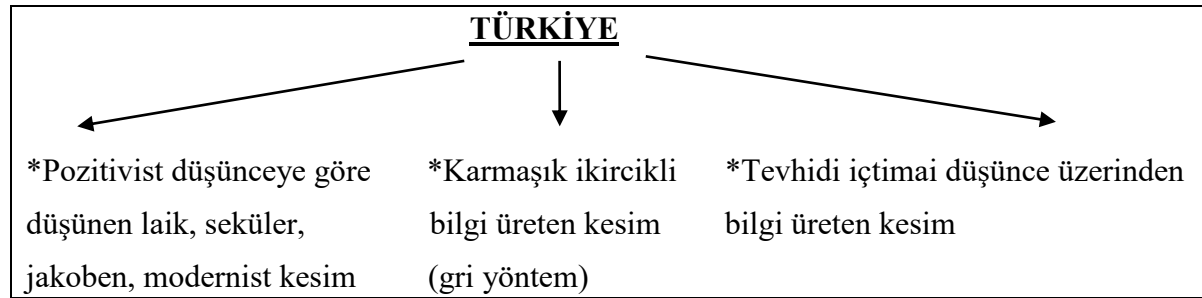 TÜRKİYE
*Pozitivist düşünceye göre
düşünen laik, seküler,
jakoben, modernist kesim
*Karmaşık ikircikli
bilgi üreten kesim
(gri yöntem)
*Tevhidi içtimai düşünce üzerinden
bilgi üreten kesim